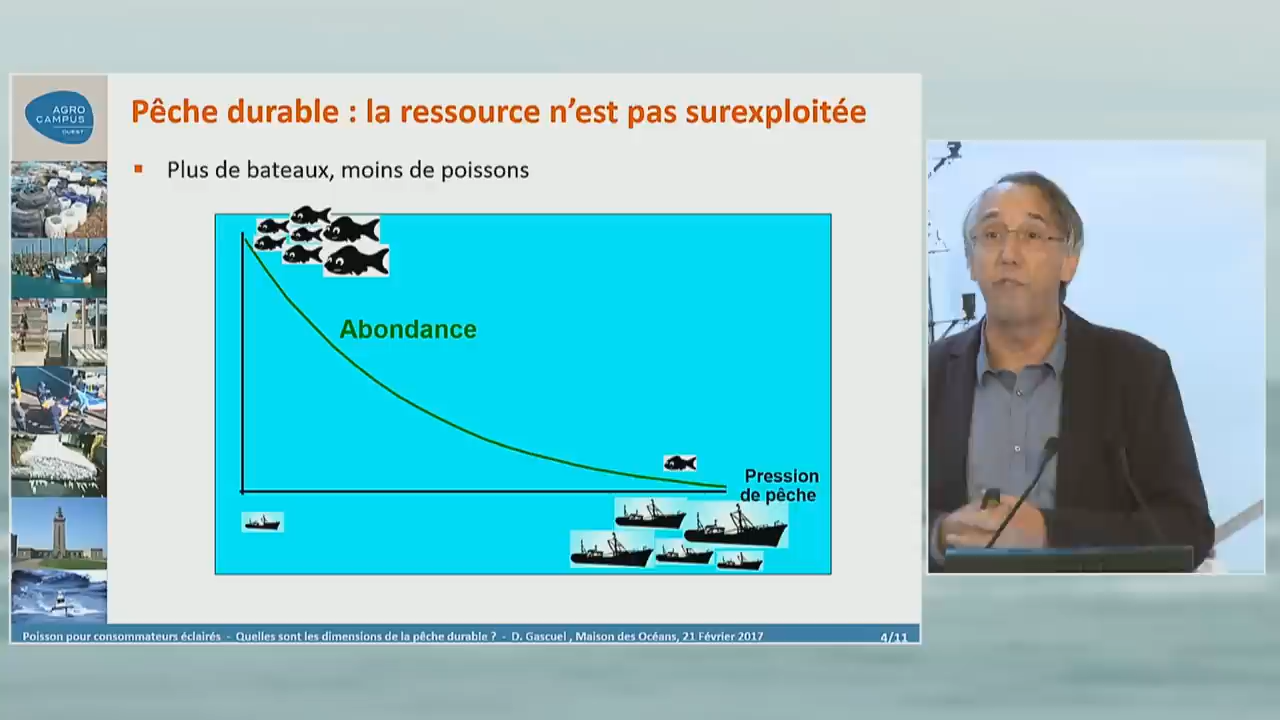 AGRO
CAMPUS
OUEST
Pêche durable : la ressource n'est pas surexploitée
Plus de bateaux, moins de poissons
Abondance
Pression
de pêche
Poisson pour consommateurs éclairés - Quelles sont les dimensions de la pêche durable ? - D. Gascuel , Maison des Océans, 21 Février 2017
4/11